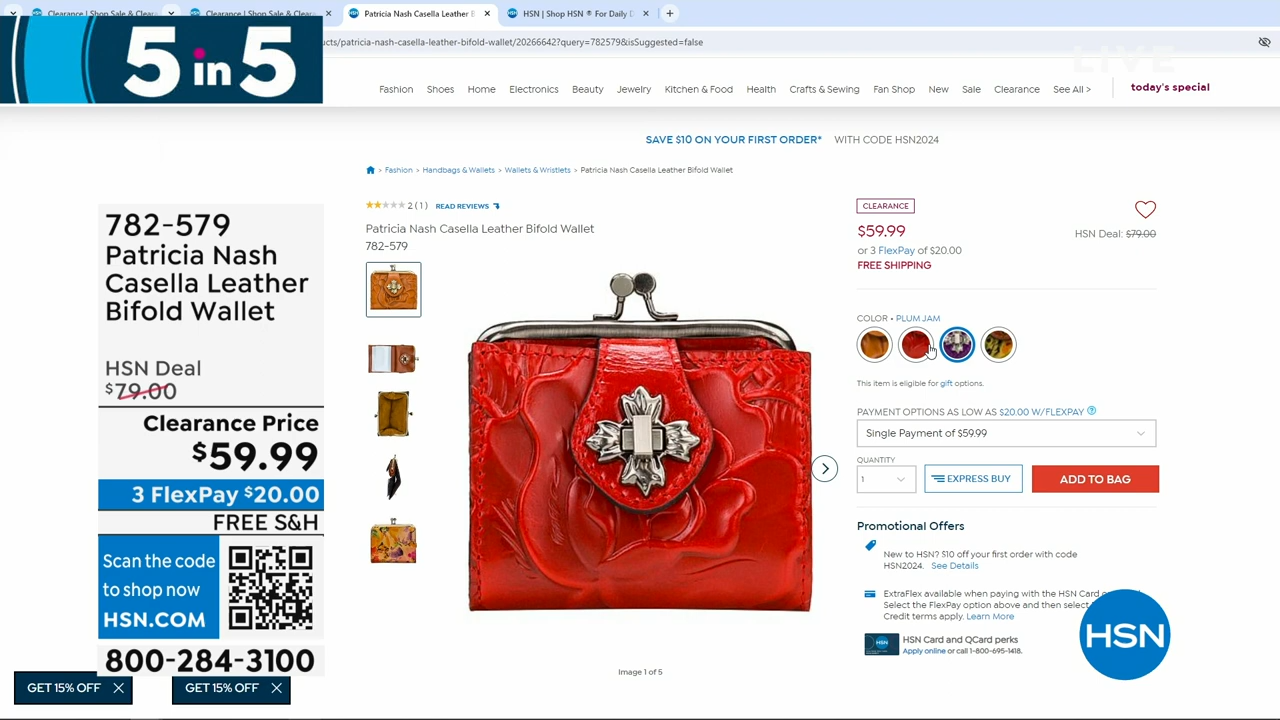 Clearance | Shop Sale & Cleara
Clearance | Shop Sale & Clear
Patricia Nash Casella Leather B
HSN | Shop HSN ® For Daily D
5 in 5
ucts/patricia-nash-casella-leather-bifold-wallet/20266642?query=782579&isSuggested=false
LIVE
Fashion Shoes Home Electronics Beauty Jewelry Kitchen & Food Health Crafts & Sewing Fan Shop New Sale Clearance See All > today's special
SAVE $10 ON YOUR FIRST ORDER* WITH CODE HSN2024
> Fashion > Handbags & Wallets > Wallets & Wristlets > Patricia Nash Casella Leather Bifold Wallet
2 (1) READ REVIEWS
Patricia Nash Casella Leather Bifold Wallet
782-579
CLEARANCE
$59.99
HSN Deal: $79.00
or 3 FlexPay of $20.00
FREE SHIPPING
COLOR • PLUM JAM
This item is eligible for gift options.
PAYMENT OPTIONS AS LOW AS $20.00 W/FLEXPAY
Single Payment of $59.99
QUANTITY
1
EXPRESS BUY
ADD TO BAG
Promotional Offers
New to HSN? $10 off your first order with code
HSN2024. See Details
ExtraFlex available when paying with the HSN Card
Select the FlexPay option above and then select
Credit terms apply. Learn More
HSN Card and QCard perks
Apply online or call 1-800-695-1418.
HSN
Image 1 of 5
782-579
Patricia Nash
Casella Leather
Bifold Wallet
HSN Deal
$79.00
Clearance Price
$59.99
3 FlexPay $20.00
FREE S&H
Scan the code
to shop now
HSN.COM
800-284-3100
GET 15% OFF
GET 15% OFF